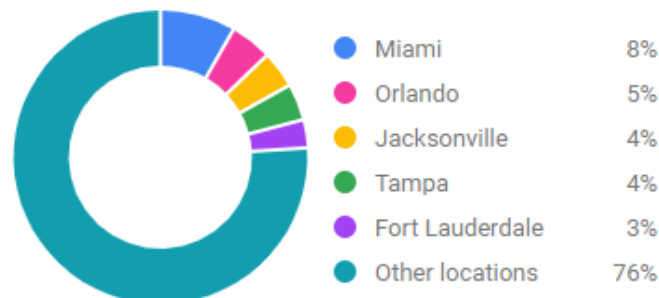 Miami 8%
Orlando 5%
Jacksonville 4%
Tampa 4%
Fort Lauderdale 3%
Other locations 76%